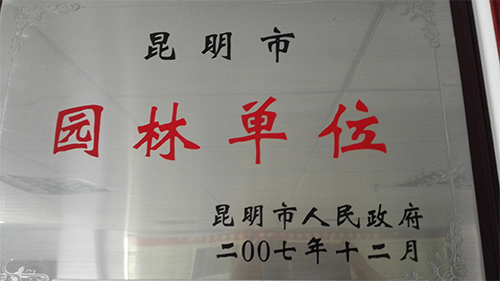 昆明市
园林单位
昆明市人民政府
二00七年十二月